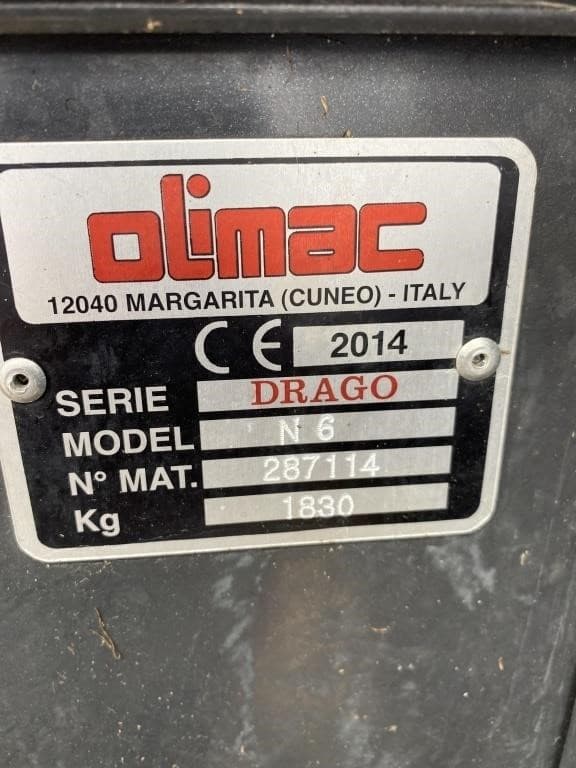 olimac
12040 MARGARITA (CUNEO) - ITALY
CE 2014
SERIE DRAGO
MODEL N 6
N° MAT. 287114
Kg 1830